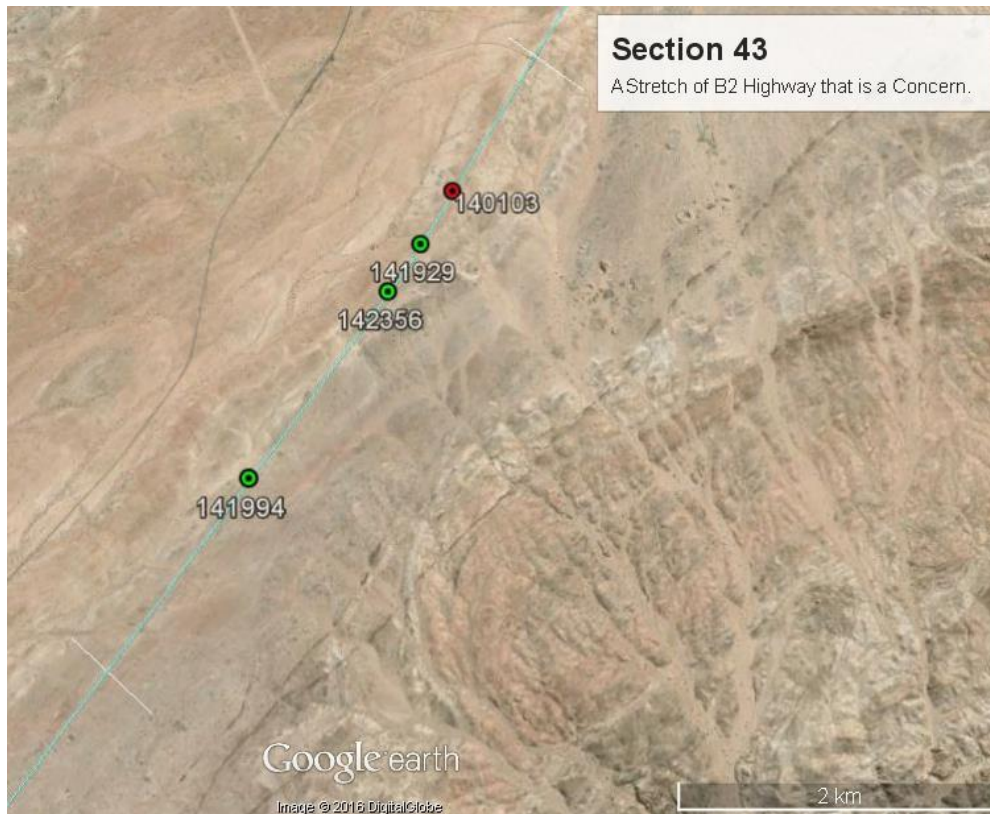 Section 43
A Stretch of B2 Highway that is a Concern.
140103
141929
142356
141994
Google earth
Image © 2016 DigitalGlobe
2 km